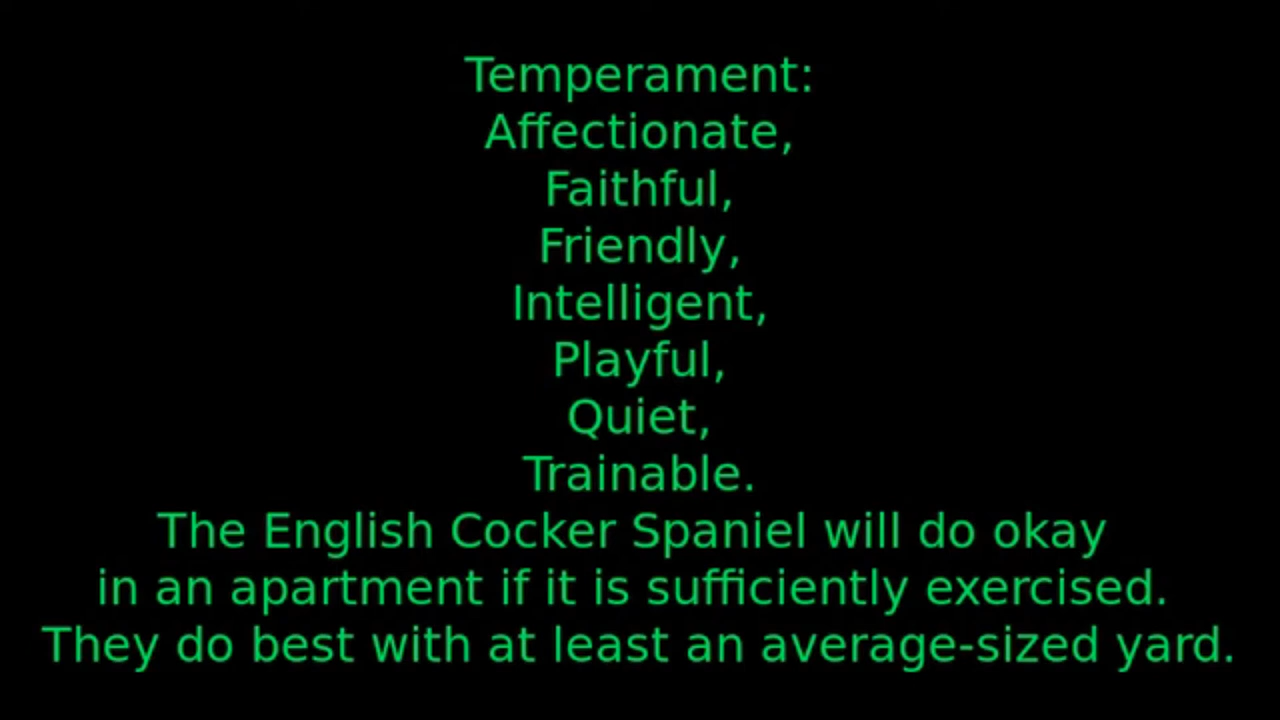 Temperament:
Affectionate,
Faithful,
Friendly,
Intelligent,
Playful,
Quiet,
Trainable.
The English Cocker Spaniel will do okay
in an apartment if it is sufficiently exercised.
They do best with at least an average-sized yard.